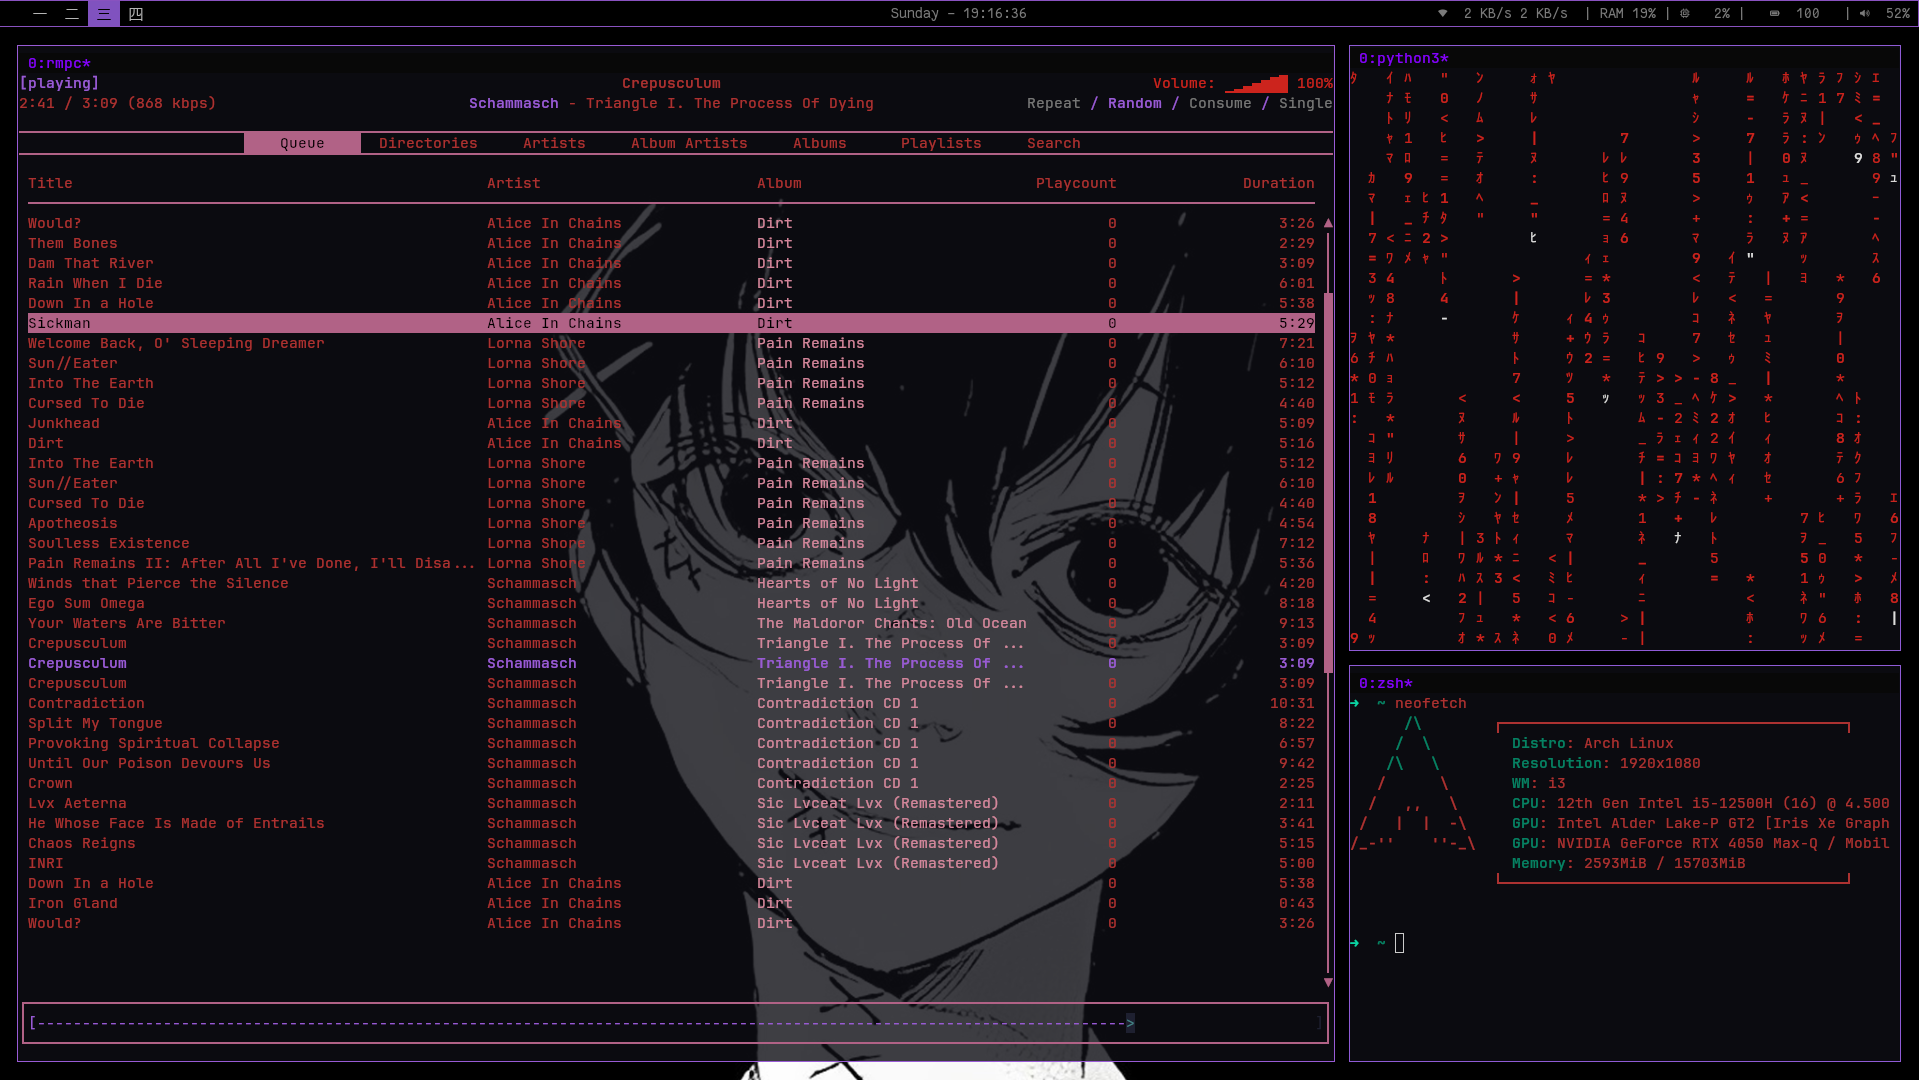 一 二 三 四
Sunday - 19:16:36
2 KB/s 2 KB/s | RAM 19% | 2% | 100 | 52%
0:rmpc*
[playing] Crepusculum Volume: 100%
2:41 / 3:09 (868 kbps) Schammasch - Triangle I. The Process Of Dying Repeat / Random / Consume / Single
Queue Directories Artists Album Artists Albums Playlists Search
Title Artist Album Playcount Duration
Would? Alice In Chains Dirt 0 3:26
Them Bones Alice In Chains Dirt 0 2:29
Dam That River Alice In Chains Dirt 0 3:09
Rain When I Die Alice In Chains Dirt 0 6:01
Down In a Hole Alice In Chains Dirt 0 5:38
Sickman Alice In Chains Dirt 0 5:29
Welcome Back, O' Sleeping Dreamer Lorna Shore Pain Remains 0 7:21
Sun//Eater Lorna Shore Pain Remains 0 6:10
Into The Earth Lorna Shore Pain Remains 0 5:12
Cursed To Die Lorna Shore Pain Remains 0 4:40
Junkhead Alice In Chains Dirt 0 5:09
Dirt Alice In Chains Dirt 0 5:16
Into The Earth Lorna Shore Pain Remains 0 5:12
Sun//Eater Lorna Shore Pain Remains 0 6:10
Cursed To Die Lorna Shore Pain Remains 0 4:40
Apotheosis Lorna Shore Pain Remains 0 4:54
Soulless Existence Lorna Shore Pain Remains 0 7:12
Pain Remains II: After All I've Done, I'll Disa... Lorna Shore Pain Remains 0 5:36
Winds that Pierce the Silence Schammasch Hearts of No Light 0 4:20
Ego Sum Omega Schammasch Hearts of No Light 0 8:18
Your Waters Are Bitter Schammasch The Maldoror Chants: Old Ocean 0 9:13
Crepusculum Schammasch Triangle I. The Process Of ... 0 3:09
Crepusculum Schammasch Triangle I. The Process Of ... 0 3:09
Crepusculum Schammasch Triangle I. The Process Of ... 0 3:09
Contradiction Schammasch Contradiction CD 1 0 10:31
Split My Tongue Schammasch Contradiction CD 1 0 8:22
Provoking Spiritual Collapse Schammasch Contradiction CD 1 0 6:57
Until Our Poison Devours Us Schammasch Contradiction CD 1 0 9:42
Crown Schammasch Contradiction CD 1 0 2:25
Lvx Aeterna Schammasch Sic Lvceat Lvx (Remastered) 0 2:11
He Whose Face Is Made of Entrails Schammasch Sic Lvceat Lvx (Remastered) 0 3:41
Chaos Reigns Schammasch Sic Lvceat Lvx (Remastered) 0 5:15
INRI Schammasch Sic Lvceat Lvx (Remastered) 0 5:00
Down In a Hole Alice In Chains Dirt 0 5:38
Iron Gland Alice In Chains Dirt 0 0:43
Would? Alice In Chains Dirt 0 3:26
0:python3*
0:zsh*
➜ ~ neofetch
Distro: Arch Linux
Resolution: 1920x1080
WM: i3
CPU: 12th Gen Intel i5-12500H (16) @ 4.500
GPU: Intel Alder Lake-P GT2 [Iris Xe Graph
GPU: NVIDIA GeForce RTX 4050 Max-Q / Mobil
Memory: 2593MiB / 15703MiB
➜ ~